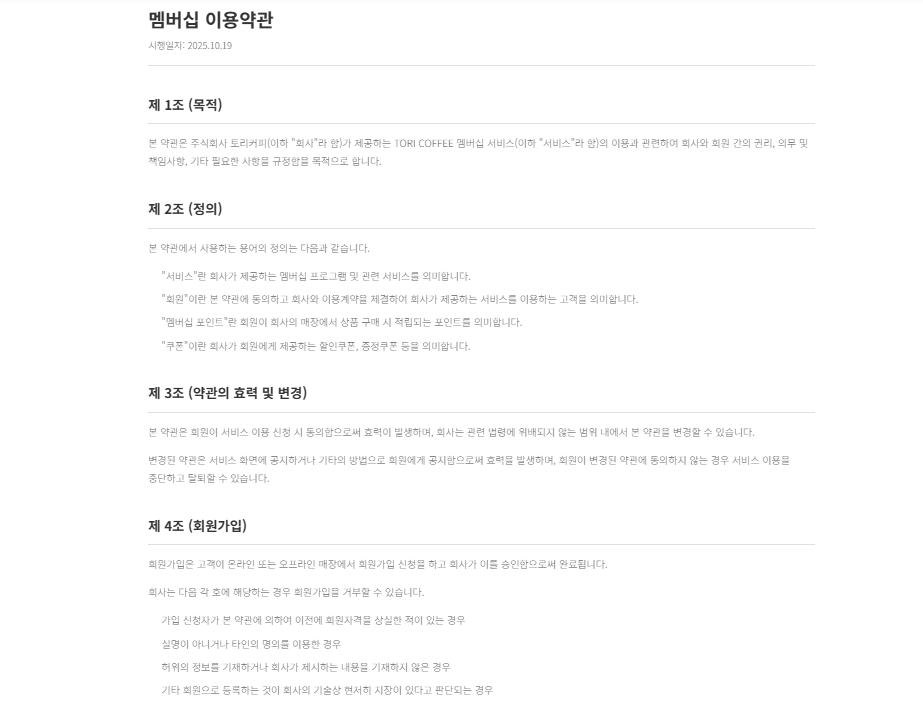 멤버십 이용약관
시행일자: 2025.10.19
제 1조 (목적)
본 약관은 주식회사 토리커피(이하 "회사"라 함)가 제공하는 TORI COFFEE 멤버십 서비스(이하 "서비스"라 함)의 이용과 관련하여 회사와 회원 간의 권리, 의무 및
책임사항, 기타 필요한 사항을 규정함을 목적으로 합니다.
제 2조 (정의)
본 약관에서 사용하는 용어의 정의는 다음과 같습니다.
"서비스"란 회사가 제공하는 멤버십 프로그램 및 관련 서비스를 의미합니다.
"회원"이란 본 약관에 동의하고 회사와 이용계약을 체결하여 회사가 제공하는 서비스를 이용하는 고객을 의미합니다.
"멤버십 포인트"란 회원이 회사의 매장에서 상품 구매 시 적립되는 포인트를 의미합니다.
"쿠폰"이란 회사가 회원에게 제공하는 할인쿠폰, 증정쿠폰 등을 의미합니다.
제 3조 (약관의 효력 및 변경)
본 약관은 회원이 서비스 이용 신청 시 동의함으로써 효력이 발생하며, 회사는 관련 법령에 위배되지 않는 범위 내에서 본 약관을 변경할 수 있습니다.
변경된 약관은 서비스 화면에 공지하거나 기타의 방법으로 회원에게 공지함으로써 효력을 발생하며, 회원이 변경된 약관에 동의하지 않는 경우 서비스 이용을
중단하고 탈퇴할 수 있습니다.
제 4조 (회원가입)
회원가입은 고객이 온라인 또는 오프라인 매장에서 회원가입 신청을 하고 회사가 이를 승인함으로써 완료됩니다.
회사는 다음 각 호에 해당하는 경우 회원가입을 거부할 수 있습니다.
가입 신청자가 본 약관에 의하여 이전에 회원자격을 상실한 적이 있는 경우
실명이 아니거나 타인의 명의를 이용한 경우
허위의 정보를 기재하거나 회사가 제시하는 내용을 기재하지 않은 경우
기타 회원으로 등록하는 것이 회사의 기술상 현저히 지장이 있다고 판단되는 경우